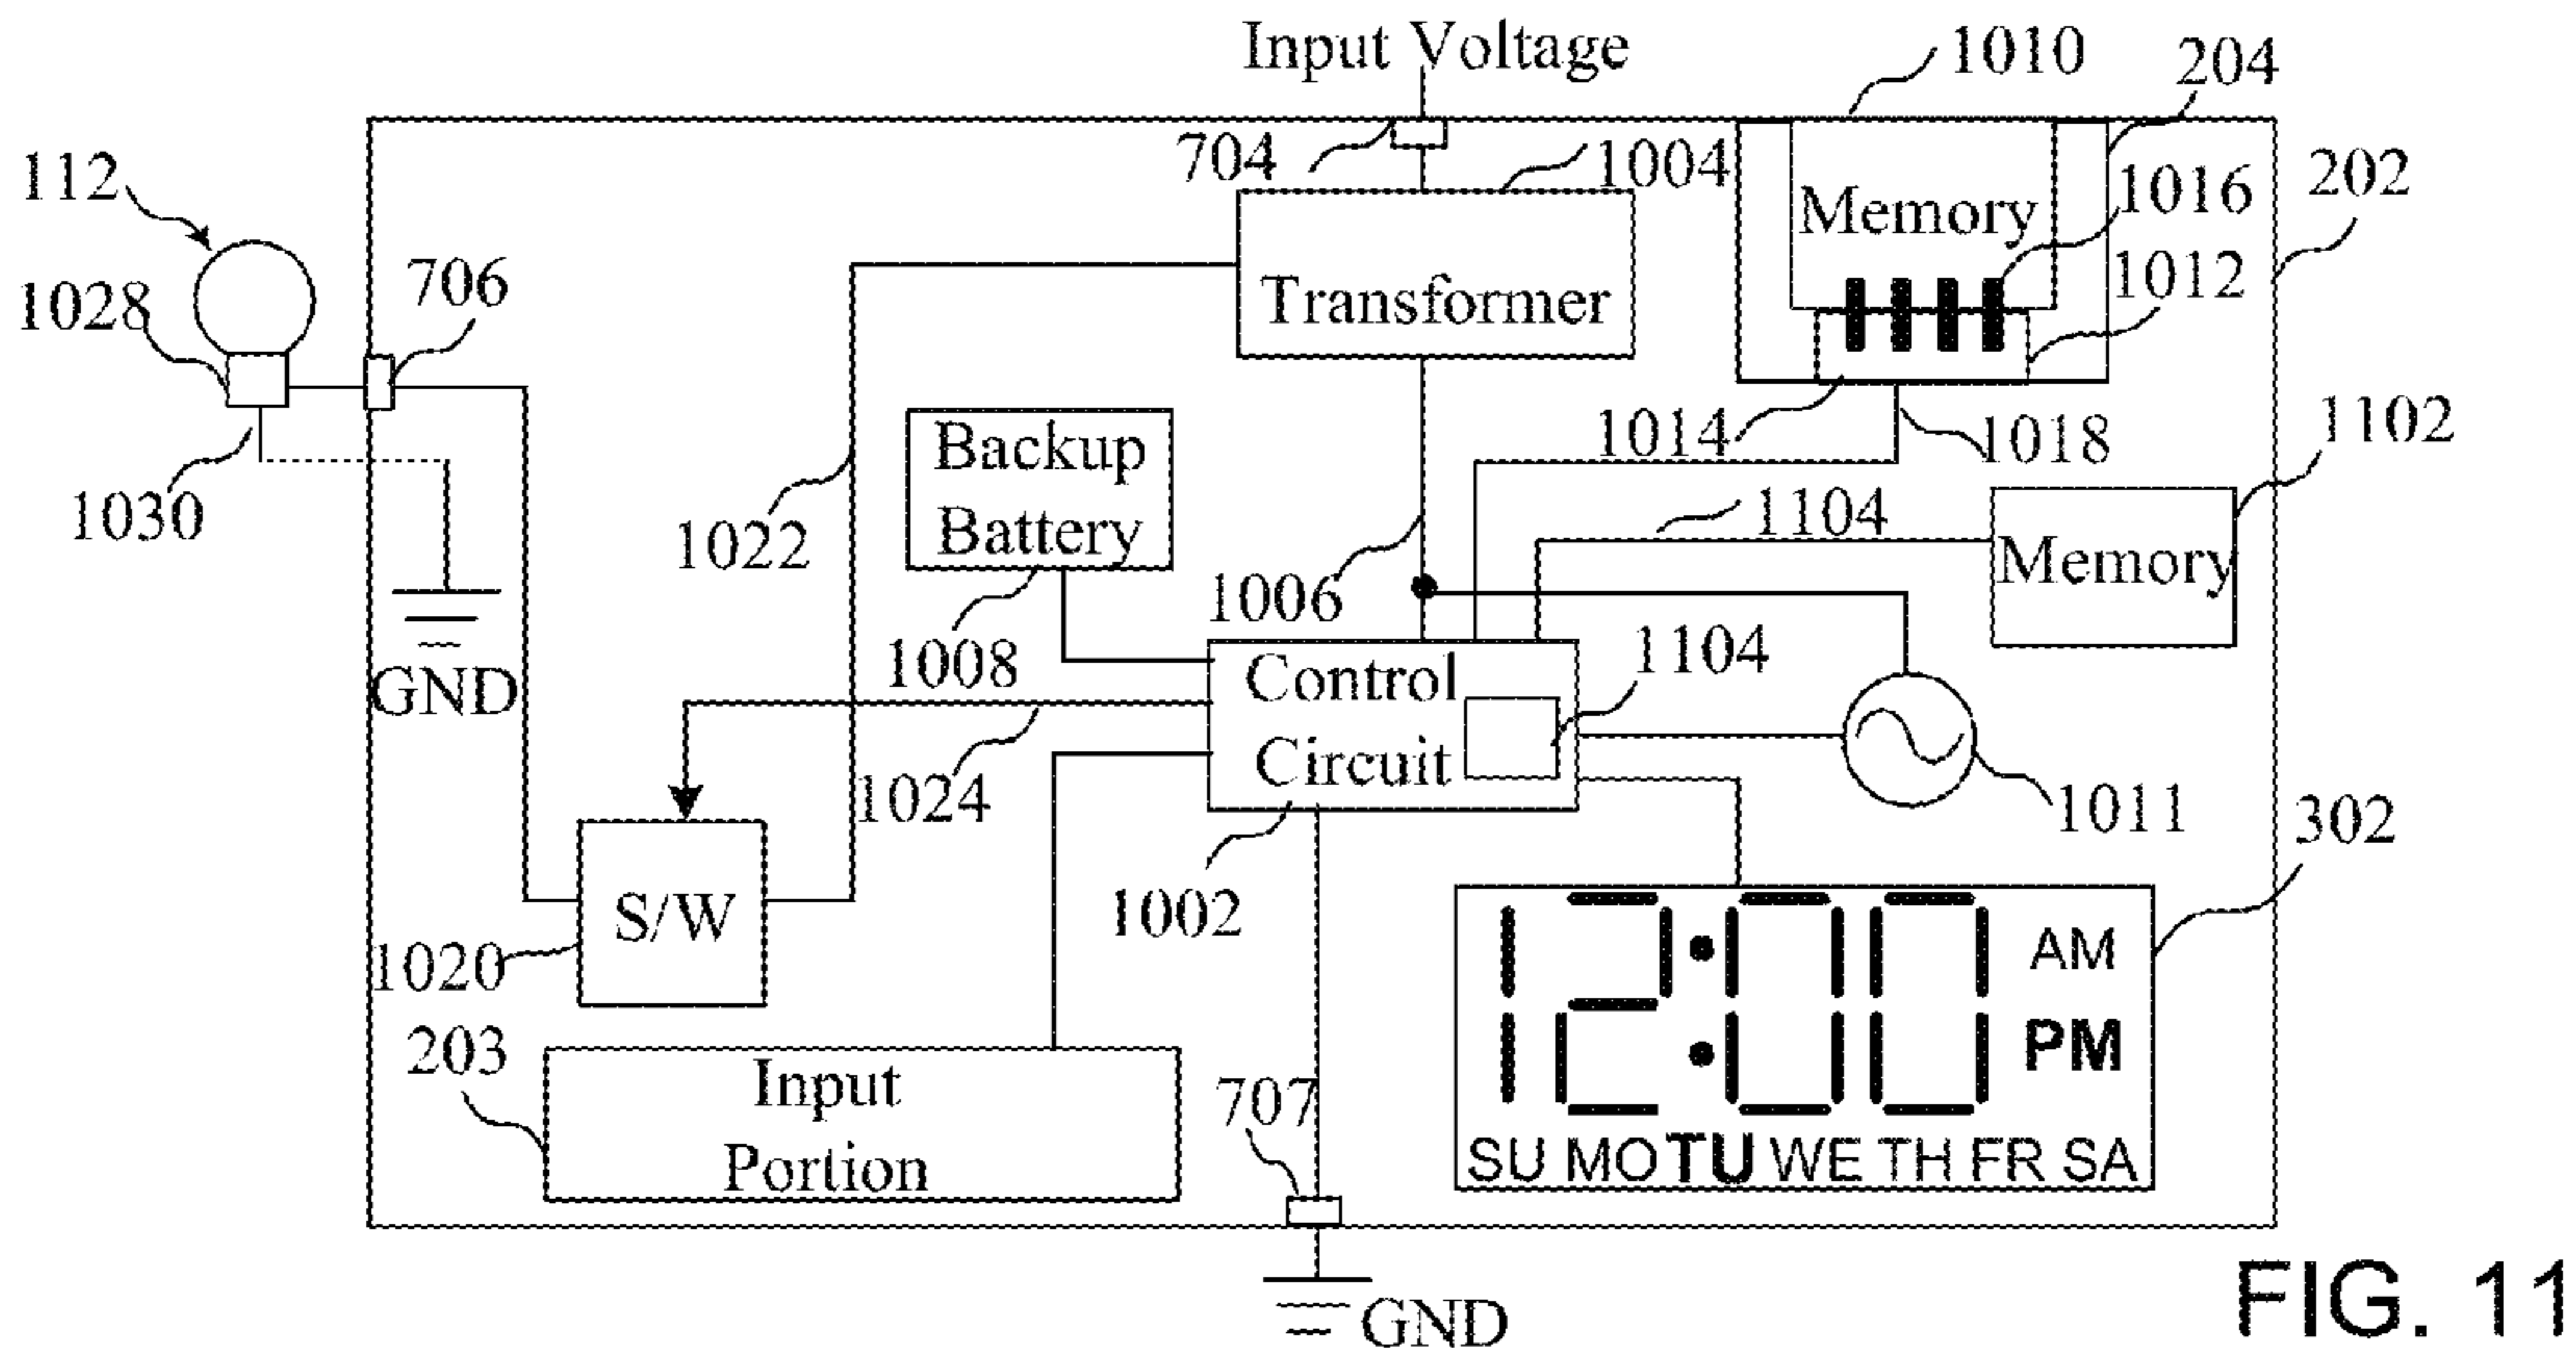 Input Voltage
1010
204
704
1004
112
Memory
1016
202
1028
706
Transformer
1012
1014
1018
1102
Backup
Battery
1030
1022
1104
Memory
1006
1008
1104
GND
Control
Circuit
1024
1011
302
S/W
1002
1020
12:00
AM
PM
203
Input
Portion
707
SU MO TU WE TH FR SA
GND
FIG. 11